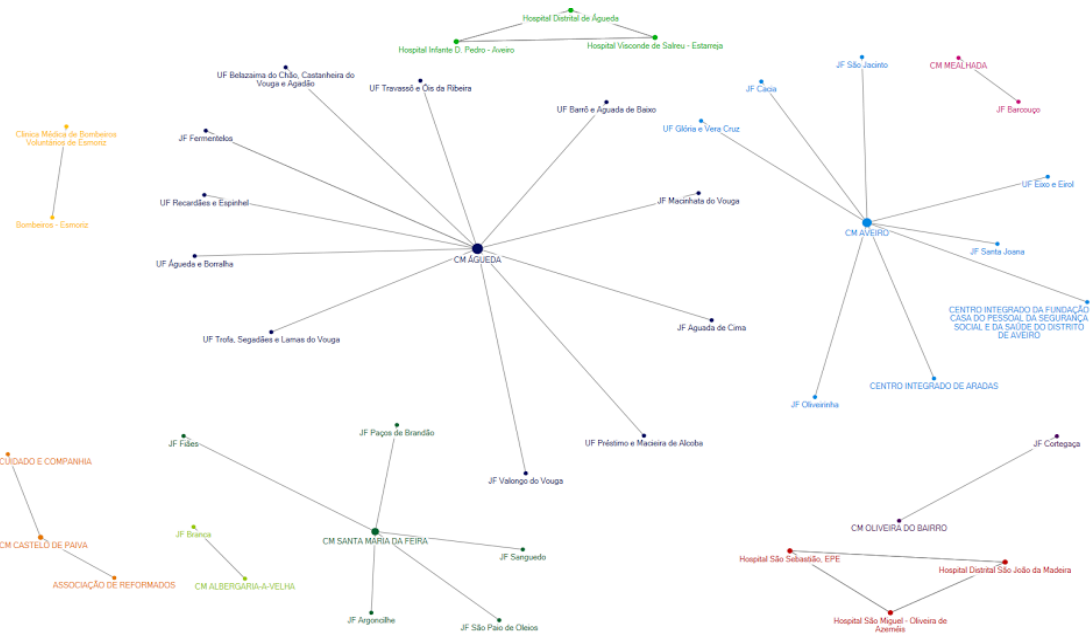 Hospital Distrital de Águeda
Hospital Infante D. Pedro - Aveiro
Hospital Visconde de Salreu - Estarreja
UF Belazaima do Chão, Castanheira do
Vouga e Agadão
UF Travassô e Óis da Ribeira
UF Barrô e Aguada de Baixo
JF São Jacinto
CM MEALHADA
JF Cacia
JF Barcouço
Clinica Médica de Bombeiros
Voluntários de Esmoriz
JF Fermentelos
UF Glória e Vera Cruz
UF Recardães e Espinhel
JF Macinhata do Vouga
UF Eixo e Eirol
Bombeiros - Esmoriz
CM AVEIRO
UF Águeda e Borralha
CM ÁGUEDA
JF Santa Joana
UF Trofa, Segadães e Lamas do Vouga
JF Aguada de Cima
CENTRO INTEGRADO DA FUNDAÇÃO
CASA DO PESSOAL DA SEGURANÇA
SOCIAL E DA SAÚDE DO DISTRITO
DE AVEIRO
CENTRO INTEGRADO DE ARADAS
JF Oliveirinha
JF Fiães
JF Paços de Brandão
UF Préstimo e Macieira de Alcoba
JF Cortegaça
CUIDADO E COMPANHIA
JF Valongo do Vouga
CM OLIVEIRA DO BAIRRO
JF Branca
CM SANTA MARIA DA FEIRA
CM CASTELO DE PAIVA
JF Sanguedo
Hospital São Sebastião, EPE
Hospital Distrital São João da Madeira
ASSOCIAÇÃO DE REFORMADOS
CM ALBERGARIA-A-VELHA
JF Argoncilhe
JF São Paio de Oleios
Hospital São Miguel - Oliveira de
Azeméis